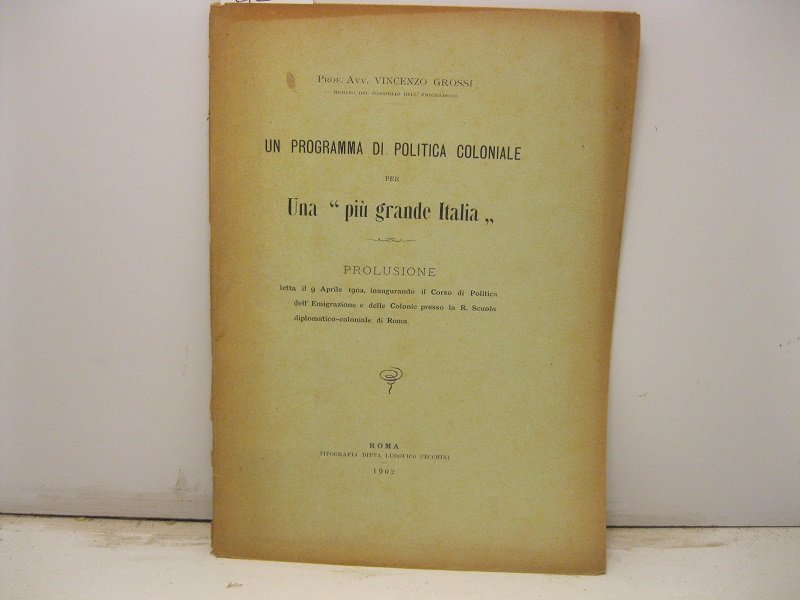 Prof. Avv. VINCENZO GROSSI
MEMBRO DEL CONSIGLIO DELL'EMIGRAZIONE
UN PROGRAMMA DI POLITICA COLONIALE
PER
Una “ più grande Italia „
PROLUSIONE
letta il 9 Aprile 1902, inaugurando il Corso di Politica
dell'Emigrazione e delle Colonie presso la R. Scuola
diplomatico-coloniale di Roma.
ROMA
TIPOGRAFIA DITTA LUDOVICO CECCHINI
1902